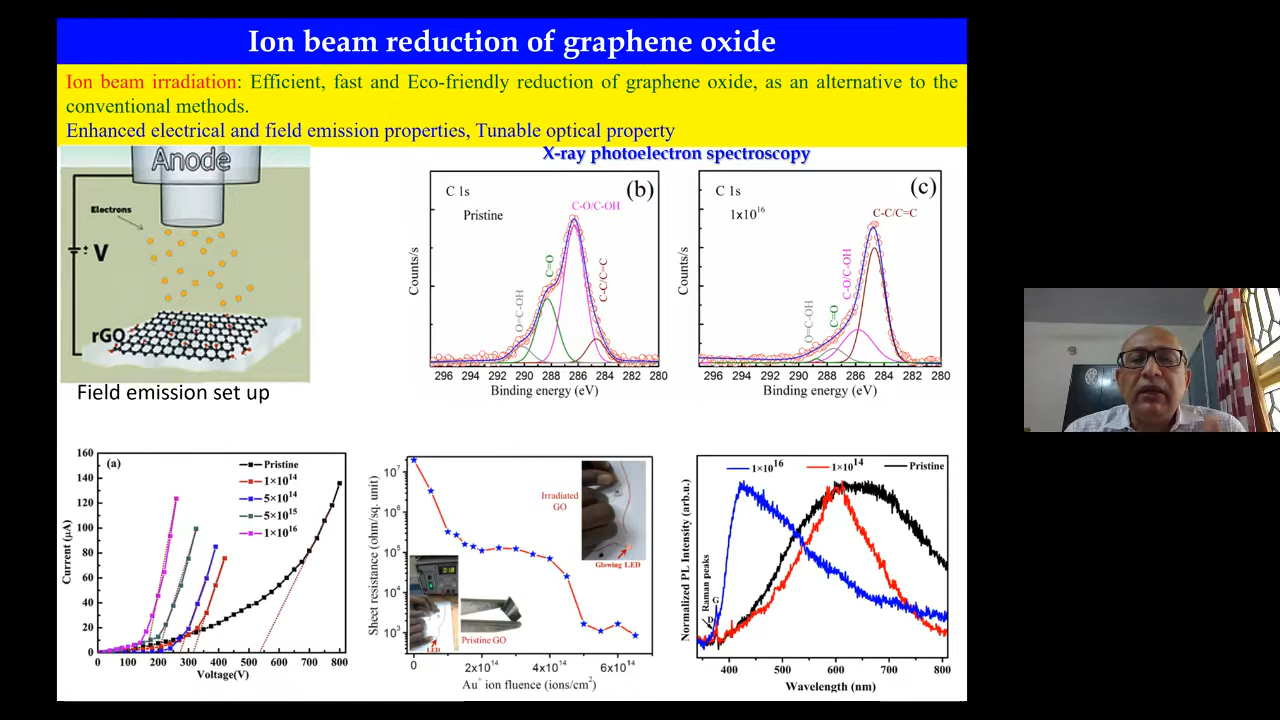 Ion beam reduction of graphene oxide
Ion beam irradiation: Efficient, fast and Eco-friendly reduction of graphene oxide, as an alternative to the
conventional methods.
Enhanced electrical and field emission properties, Tunable optical property
X-ray photoelectron spectroscopy
Anode
Electrons
V
rGO
Field emission set up
(b)
C 1s
Pristine
C-O/C-OH
C=O
O=C-OH
C-C/C=C
Counts/s
296 294 292 290 288 286 284 282 280
Binding energy (eV)
(c)
C 1s
1x10¹⁶
C-C/C=C
C-O/C-OH
C=O
O=C-OH
Counts/s
296 294 292 290 288 286 284 282 280
Binding energy (eV)
(a)
Pristine
1×10¹⁴
5×10¹⁴
5×10¹⁵
1×10¹⁶
160
140
120
100
80
60
40
20
0
Current (μA)
0 100 200 300 400 500 600 700 800
Voltage(V)
10⁷
10⁶
10⁵
10⁴
10³
Sheet resistance (ohm/sq. unit)
Irradiated
GO
Glowing LED
Pristine GO
LED
0 2x10¹⁴ 4x10¹⁴ 6x10¹⁴
Au⁺ ion fluence (ions/cm²)
1×10¹⁶ 1×10¹⁴ Pristine
Normalized PL Intensity (arb.u.)
Raman peaks
G
D
400 500 600 700 800
Wavelength (nm)